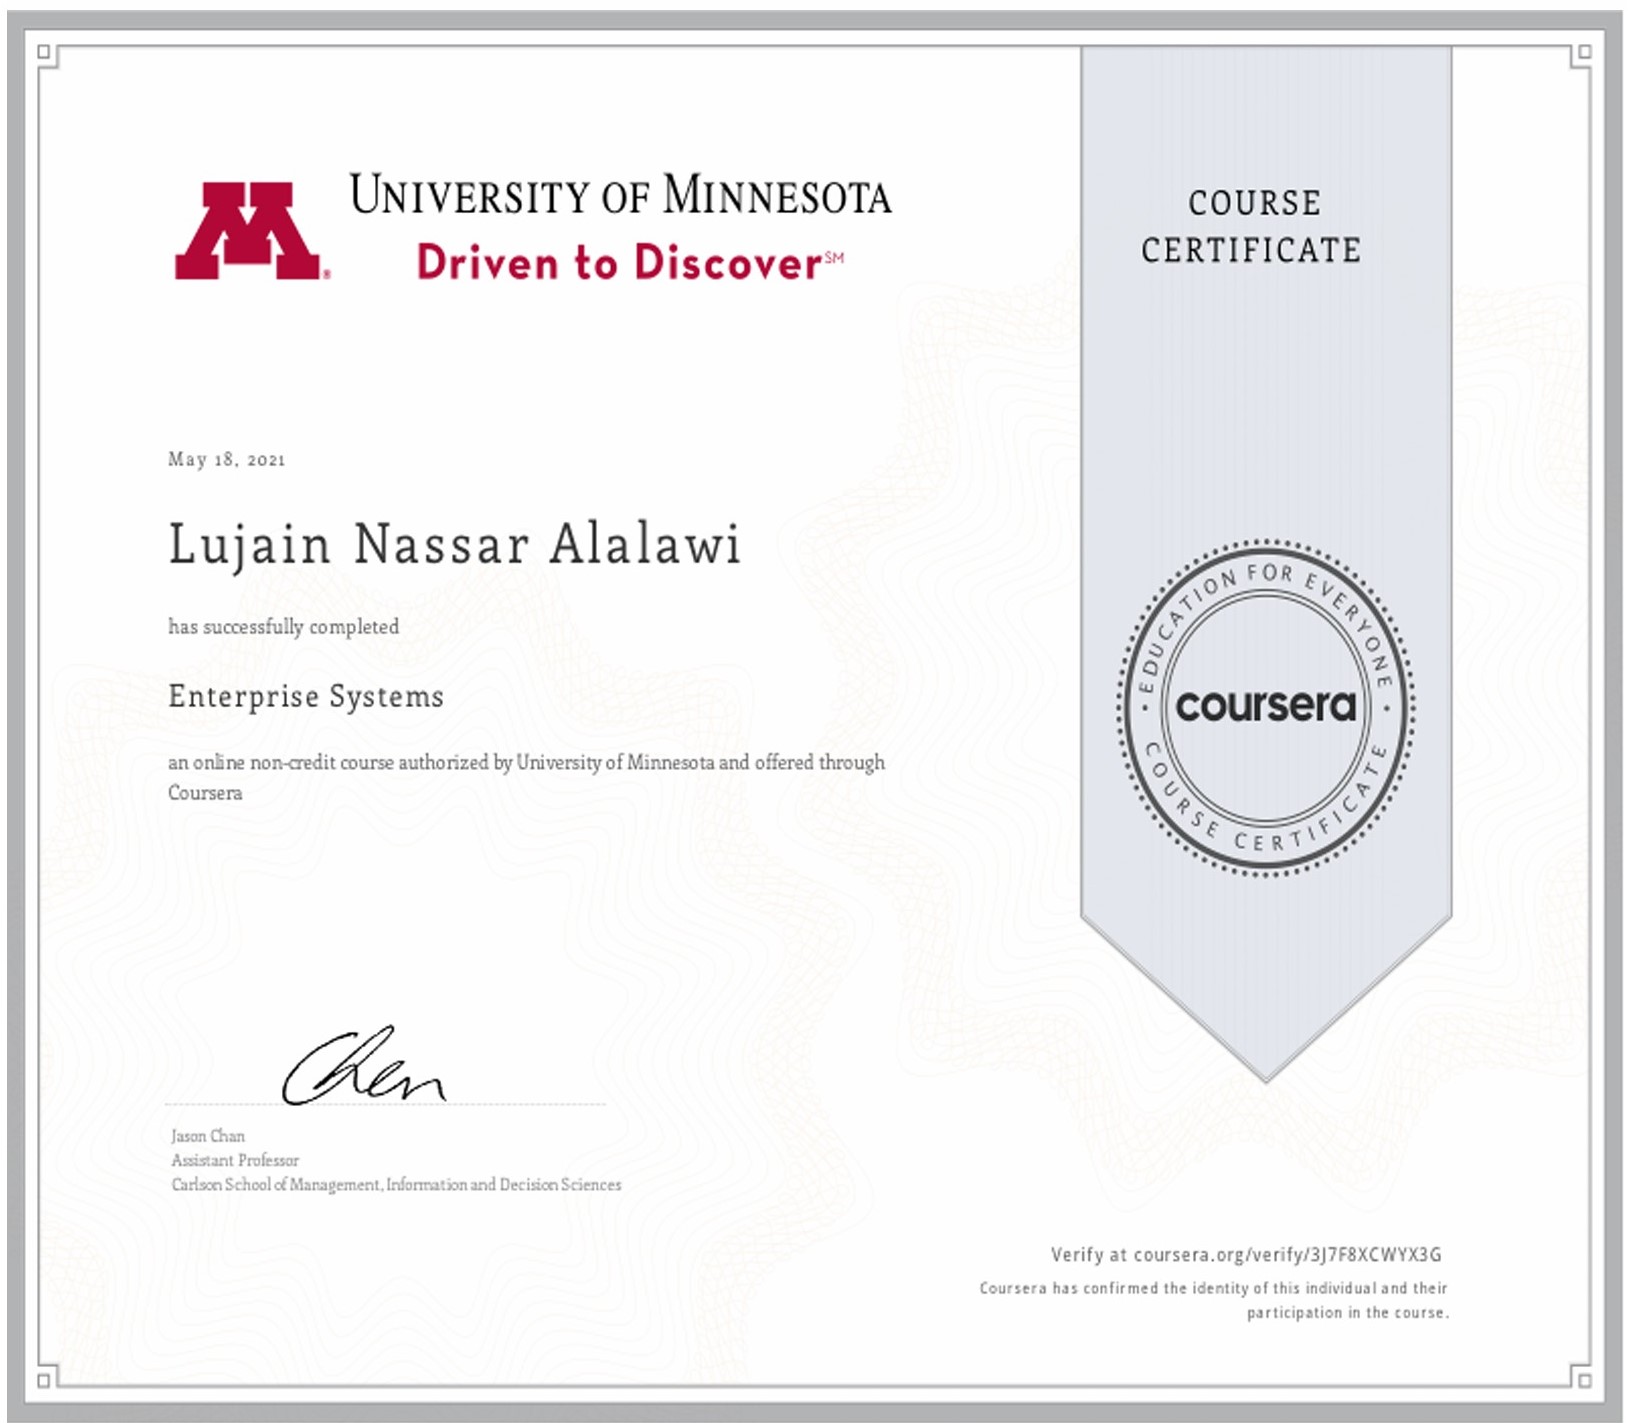 UNIVERSITY OF MINNESOTA
Driven to Discover℠
COURSE
CERTIFICATE
May 18, 2021
Lujain Nassar Alalawi
has successfully completed
Enterprise Systems
an online non-credit course authorized by University of Minnesota and offered through
Coursera
EDUCATION FOR EVERYONE
coursera
COURSE CERTIFICATE
Chen
Jason Chan
Assistant Professor
Carlson School of Management, Information and Decision Sciences
Verify at coursera.org/verify/3J7F8XCWYX3G
Coursera has confirmed the identity of this individual and their
participation in the course.